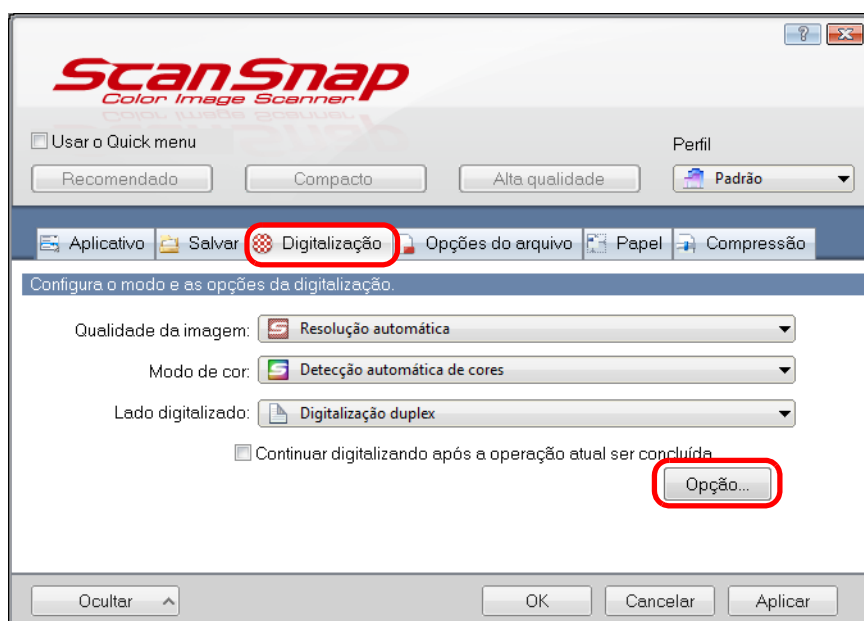 ScanSnap
Color Image Scanner
Usar o Quick menu
Perfil
Recomendado Compacto Alta qualidade Padrão
Aplicativo Salvar Digitalização Opções do arquivo Papel Compressão
Configura o modo e as opções da digitalização.
Qualidade da imagem: Resolução automática
Modo de cor: Detecção automática de cores
Lado digitalizado: Digitalização duplex
Continuar digitalizando após a operação atual ser concluída
Opção...
Ocultar OK Cancelar Aplicar